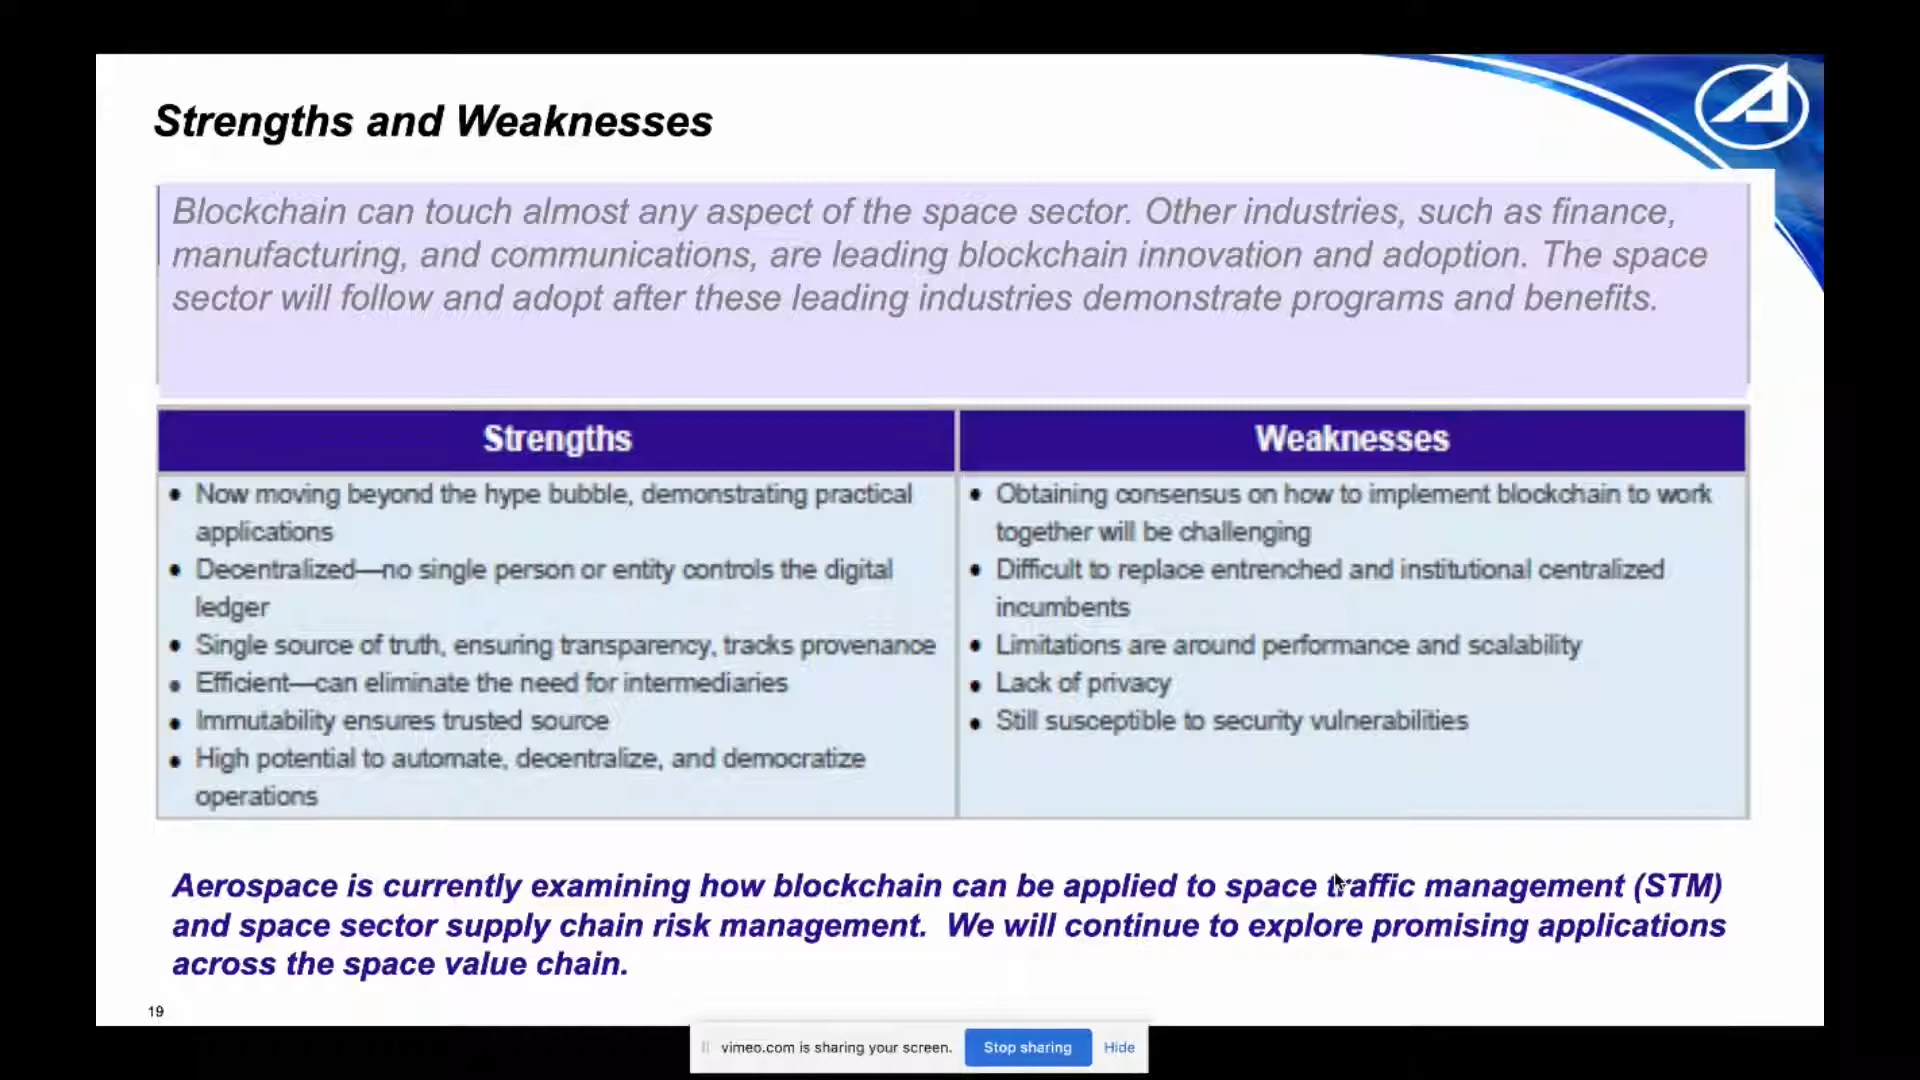 Strengths and Weaknesses
Blockchain can touch almost any aspect of the space sector. Other industries, such as finance,
manufacturing, and communications, are leading blockchain innovation and adoption. The space
sector will follow and adopt after these leading industries demonstrate programs and benefits.
Strengths
• Now moving beyond the hype bubble, demonstrating practical
applications
• Decentralized—no single person or entity controls the digital
ledger
• Single source of truth, ensuring transparency, tracks provenance
• Efficient—can eliminate the need for intermediaries
• Immutability ensures trusted source
• High potential to automate, decentralize, and democratize
operations
Weaknesses
• Obtaining consensus on how to implement blockchain to work
together will be challenging
• Difficult to replace entrenched and institutional centralized
incumbents
• Limitations are around performance and scalability
• Lack of privacy
• Still susceptible to security vulnerabilities
Aerospace is currently examining how blockchain can be applied to space traffic management (STM)
and space sector supply chain risk management.  We will continue to explore promising applications
across the space value chain.
19
vimeo.com is sharing your screen.
Stop sharing
Hide